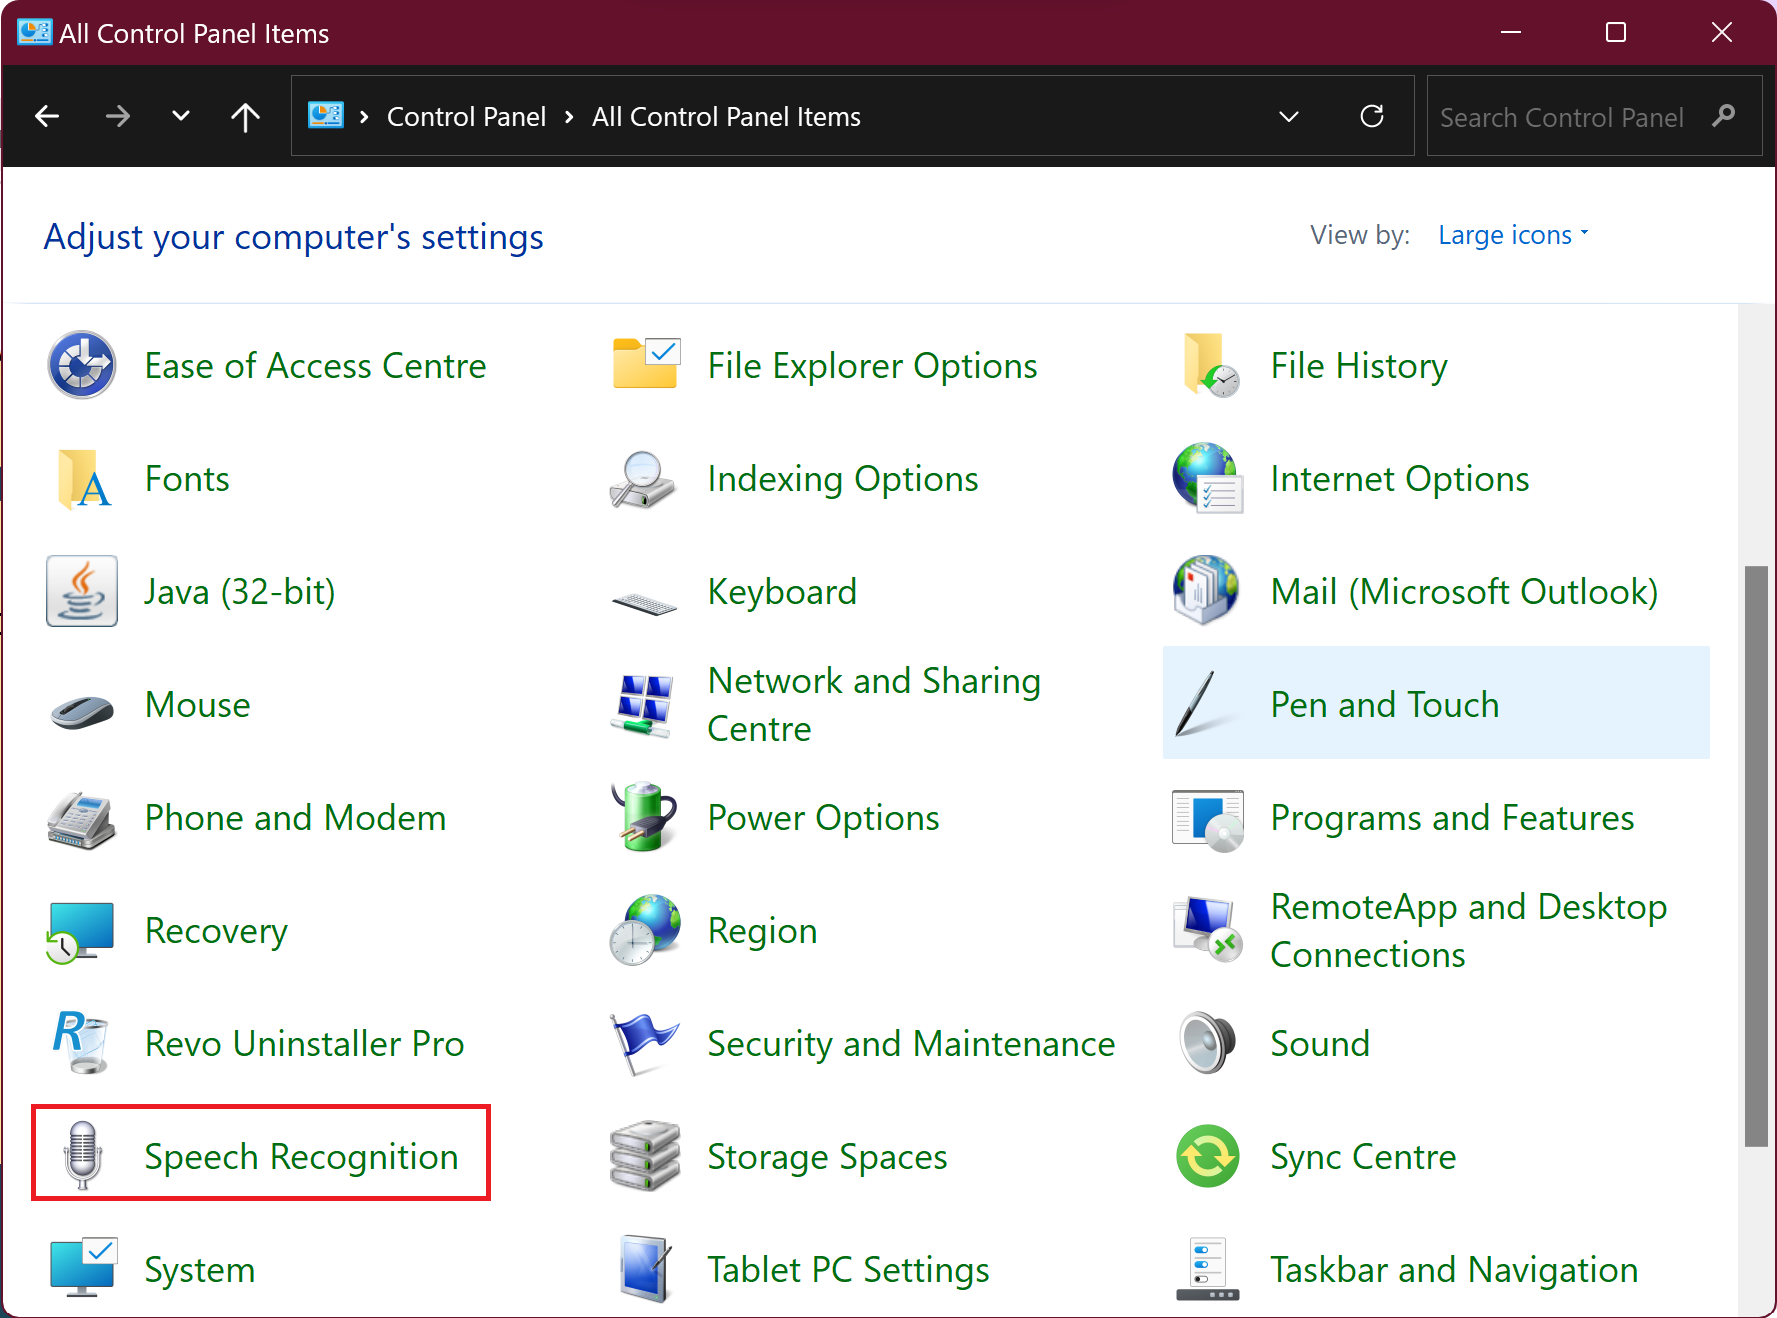 All Control Panel Items
Control Panel > All Control Panel Items
Search Control Panel
Adjust your computer's settings
View by: Large icons
Ease of Access Centre
File Explorer Options
File History
Fonts
Indexing Options
Internet Options
Java (32-bit)
Keyboard
Mail (Microsoft Outlook)
Mouse
Network and Sharing
Centre
Pen and Touch
Phone and Modem
Power Options
Programs and Features
Recovery
Region
RemoteApp and Desktop
Connections
Revo Uninstaller Pro
Security and Maintenance
Sound
Speech Recognition
Storage Spaces
Sync Centre
System
Tablet PC Settings
Taskbar and Navigation